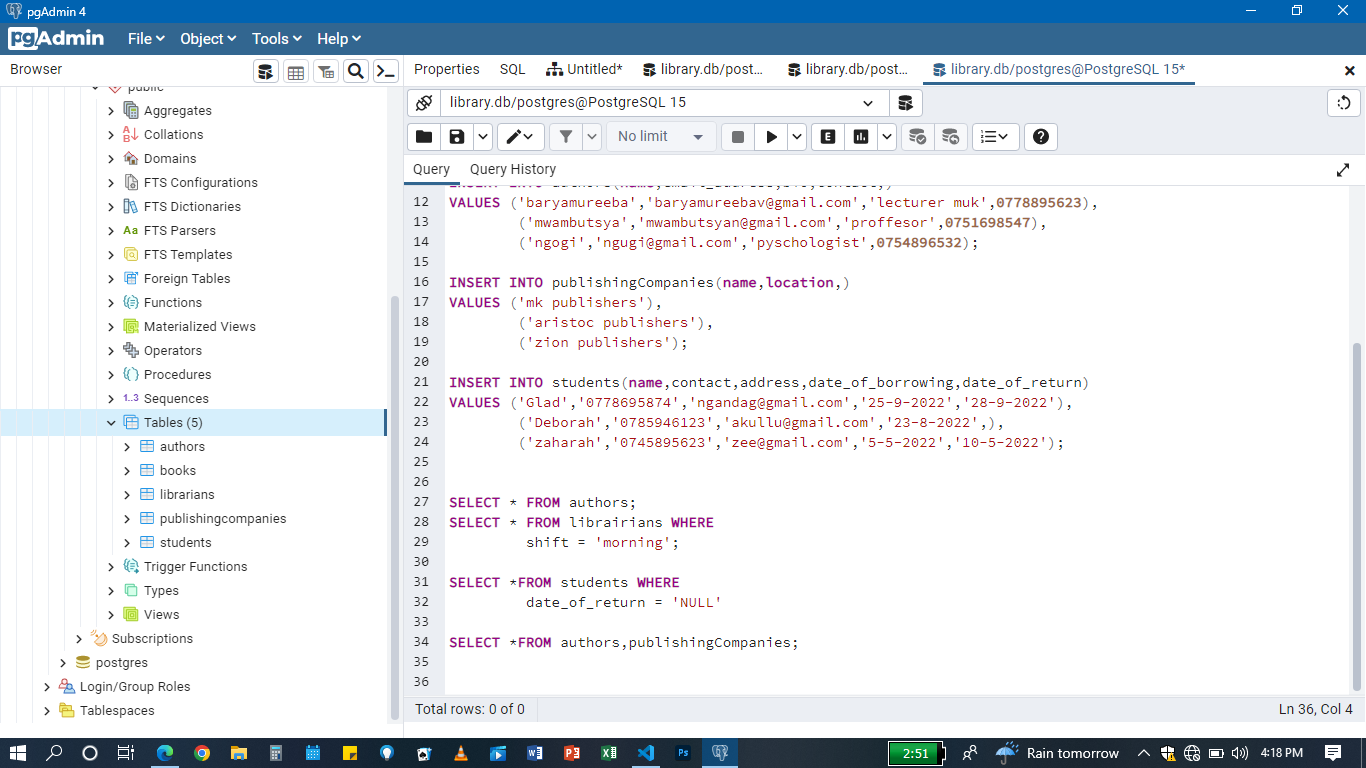 pgAdmin 4
pgAdmin File Object Tools Help
Browser
Properties SQL Untitled* library.db/post... library.db/post... library.db/postgres@PostgreSQL 15*
library.db/postgres@PostgreSQL 15
No limit
E
Query Query History
public
Aggregates
Collations
Domains
FTS Configurations
FTS Dictionaries
Aa FTS Parsers
FTS Templates
Foreign Tables
Functions
Materialized Views
Operators
Procedures
1..3 Sequences
Tables (5)
authors
books
librarians
publishingcompanies
students
Trigger Functions
Types
Views
Subscriptions
postgres
Login/Group Roles
Tablespaces
INSERT INTO
12 VALUES ('baryamureeba','baryamureebav@gmail.com','lecturer muk',0778895623),
13 ('mwambutsya','mwambutsyan@gmail.com','proffesor',0751698547),
14 ('ngogi','ngugi@gmail.com','pyschologist',0754896532);
15
16 INSERT INTO publishingCompanies(name,location,)
17 VALUES ('mk publishers'),
18 ('aristoc publishers'),
19 ('zion publishers');
20
21 INSERT INTO students(name,contact,address,date_of_borrowing,date_of_return)
22 VALUES ('Glad','0778695874','ngandag@gmail.com','25-9-2022','28-9-2022'),
23 ('Deborah','0785946123','akullu@gmail.com','23-8-2022',),
24 ('zaharah','0745895623','zee@gmail.com','5-5-2022','10-5-2022');
25
26
27 SELECT * FROM authors;
28 SELECT * FROM librairians WHERE
29 shift = 'morning';
30
31 SELECT *FROM students WHERE
32 date_of_return = 'NULL'
33
34 SELECT *FROM authors,publishingCompanies;
35
36
Total rows: 0 of 0 Ln 36, Col 4
2:51 Rain tomorrow 4:18 PM